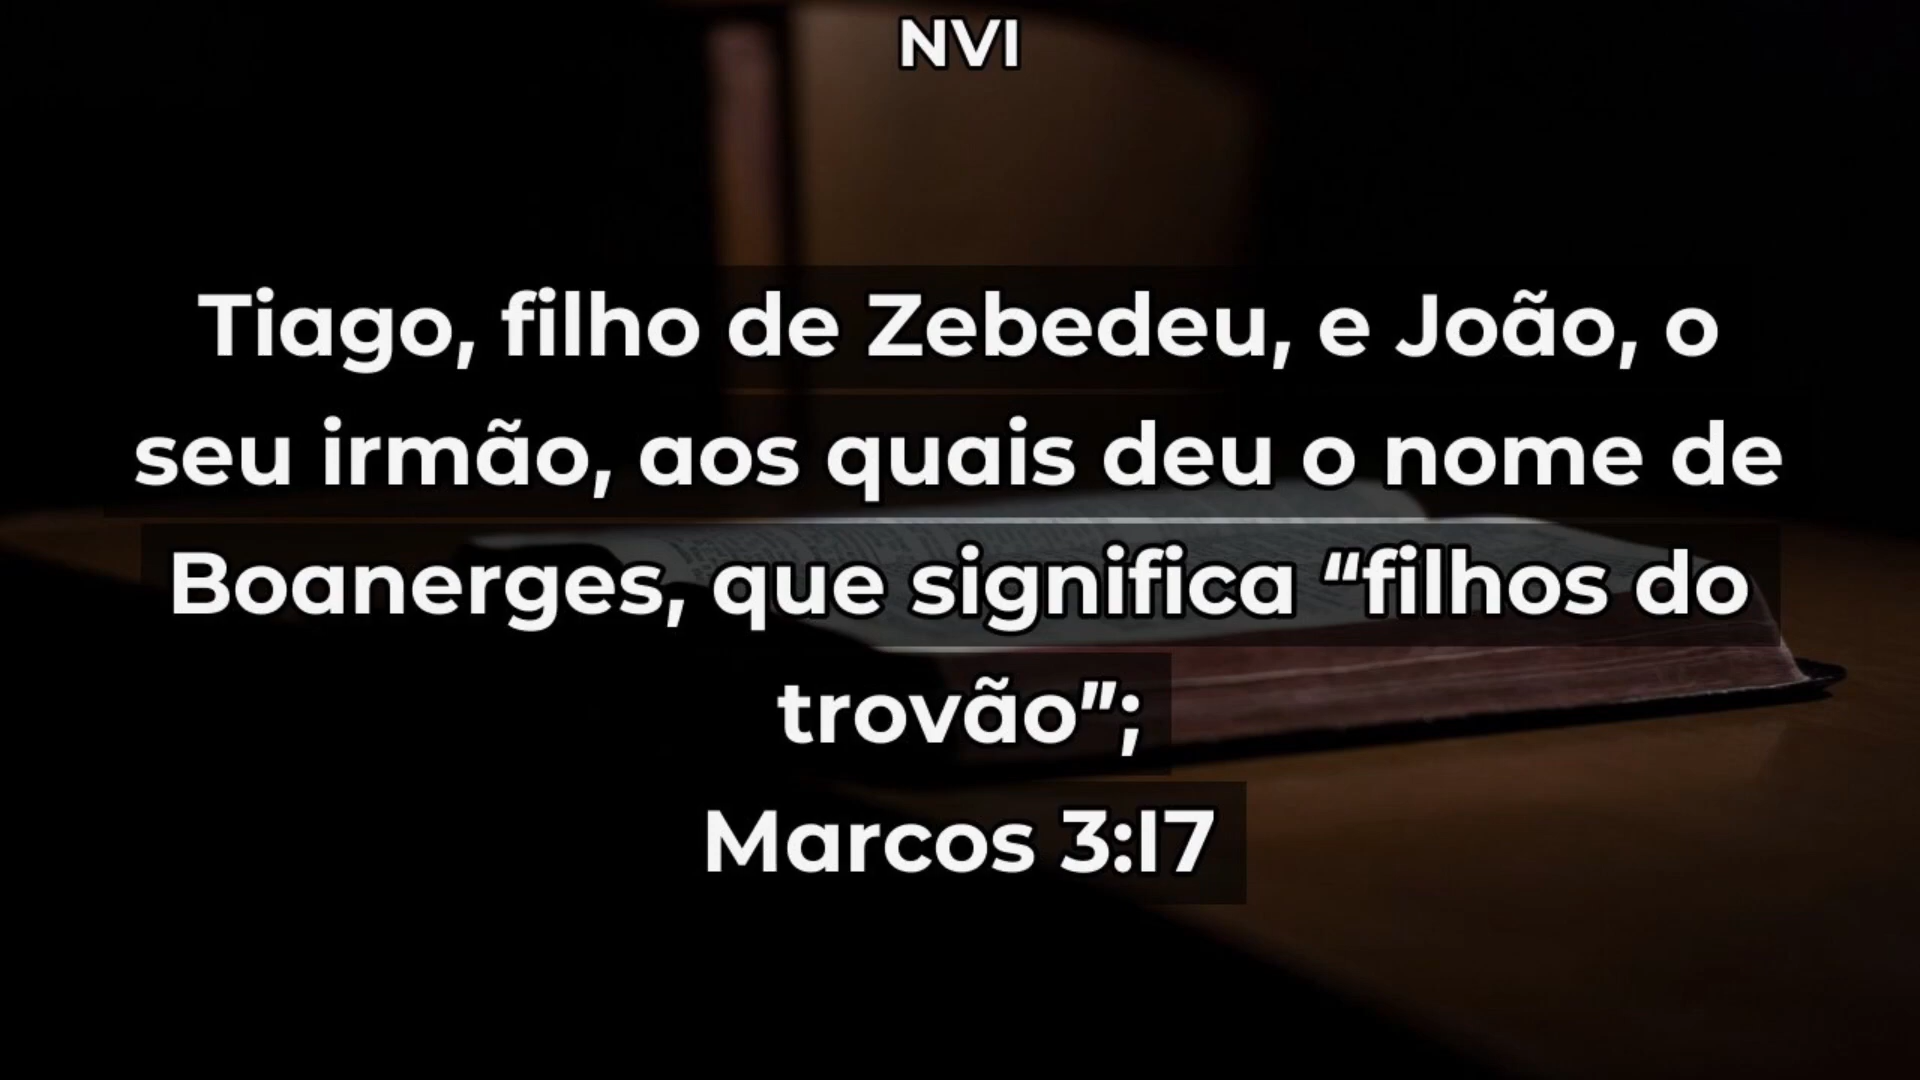 NVI
Tiago, filho de Zebedeu, e João, o
seu irmão, aos quais deu o nome de
Boanerges, que significa “filhos do
trovão”;
Marcos 3:17